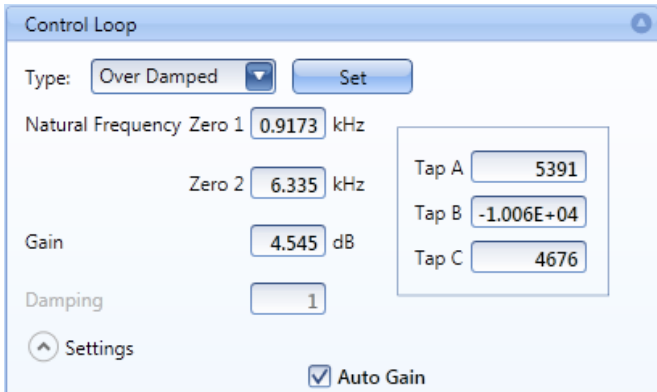 Control Loop
Type: Over Damped Set
Natural Frequency Zero 1 0.9173 kHz
Tap A 5391
Zero 2 6.335 kHz
Tap B -1.006E+04
Gain 4.545 dB
Tap C 4676
Damping 1
Settings
Auto Gain